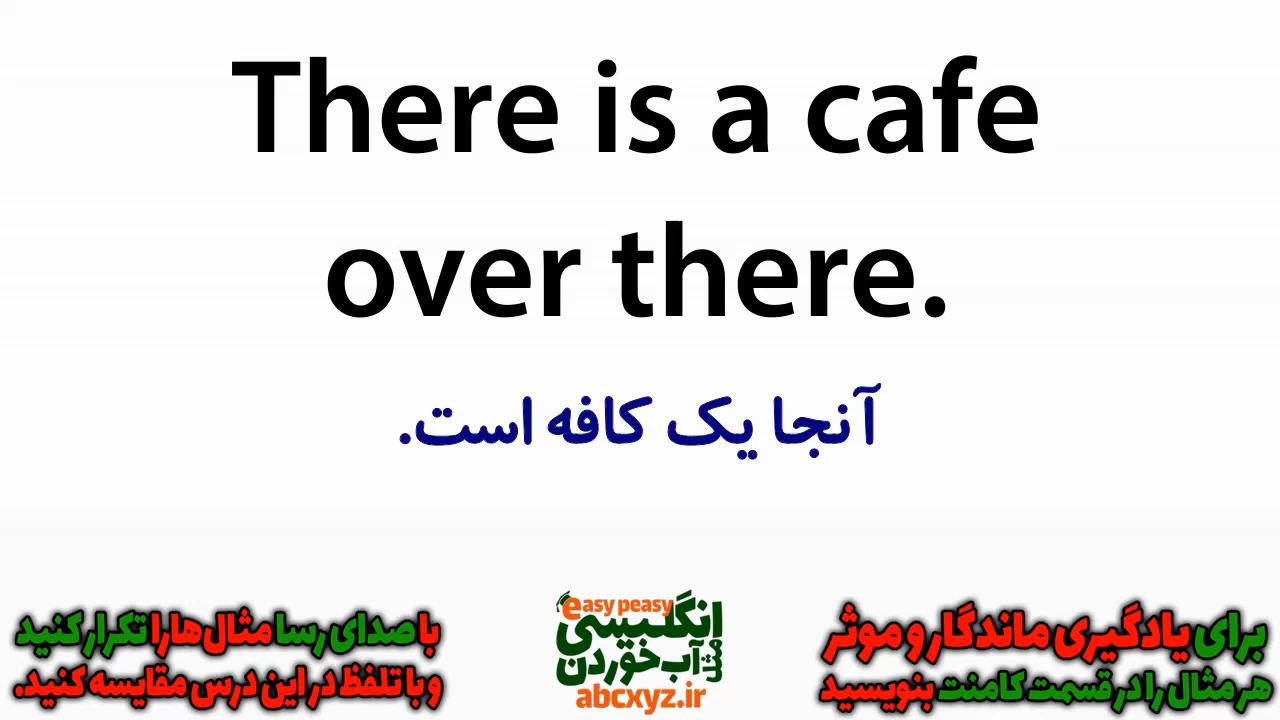 There is a cafe
over there.
آنجا یک کافه است.
برای یادگیری ماندگار و موثر
هر مثال را در قسمت کامنت بنویسید
easy peasy
انگلیسی
مثل آب خوردن
abcxyz.ir
با صدای رسا مثال‌ها را تکرار کنید
و با تلفظ در این درس مقایسه کنید.